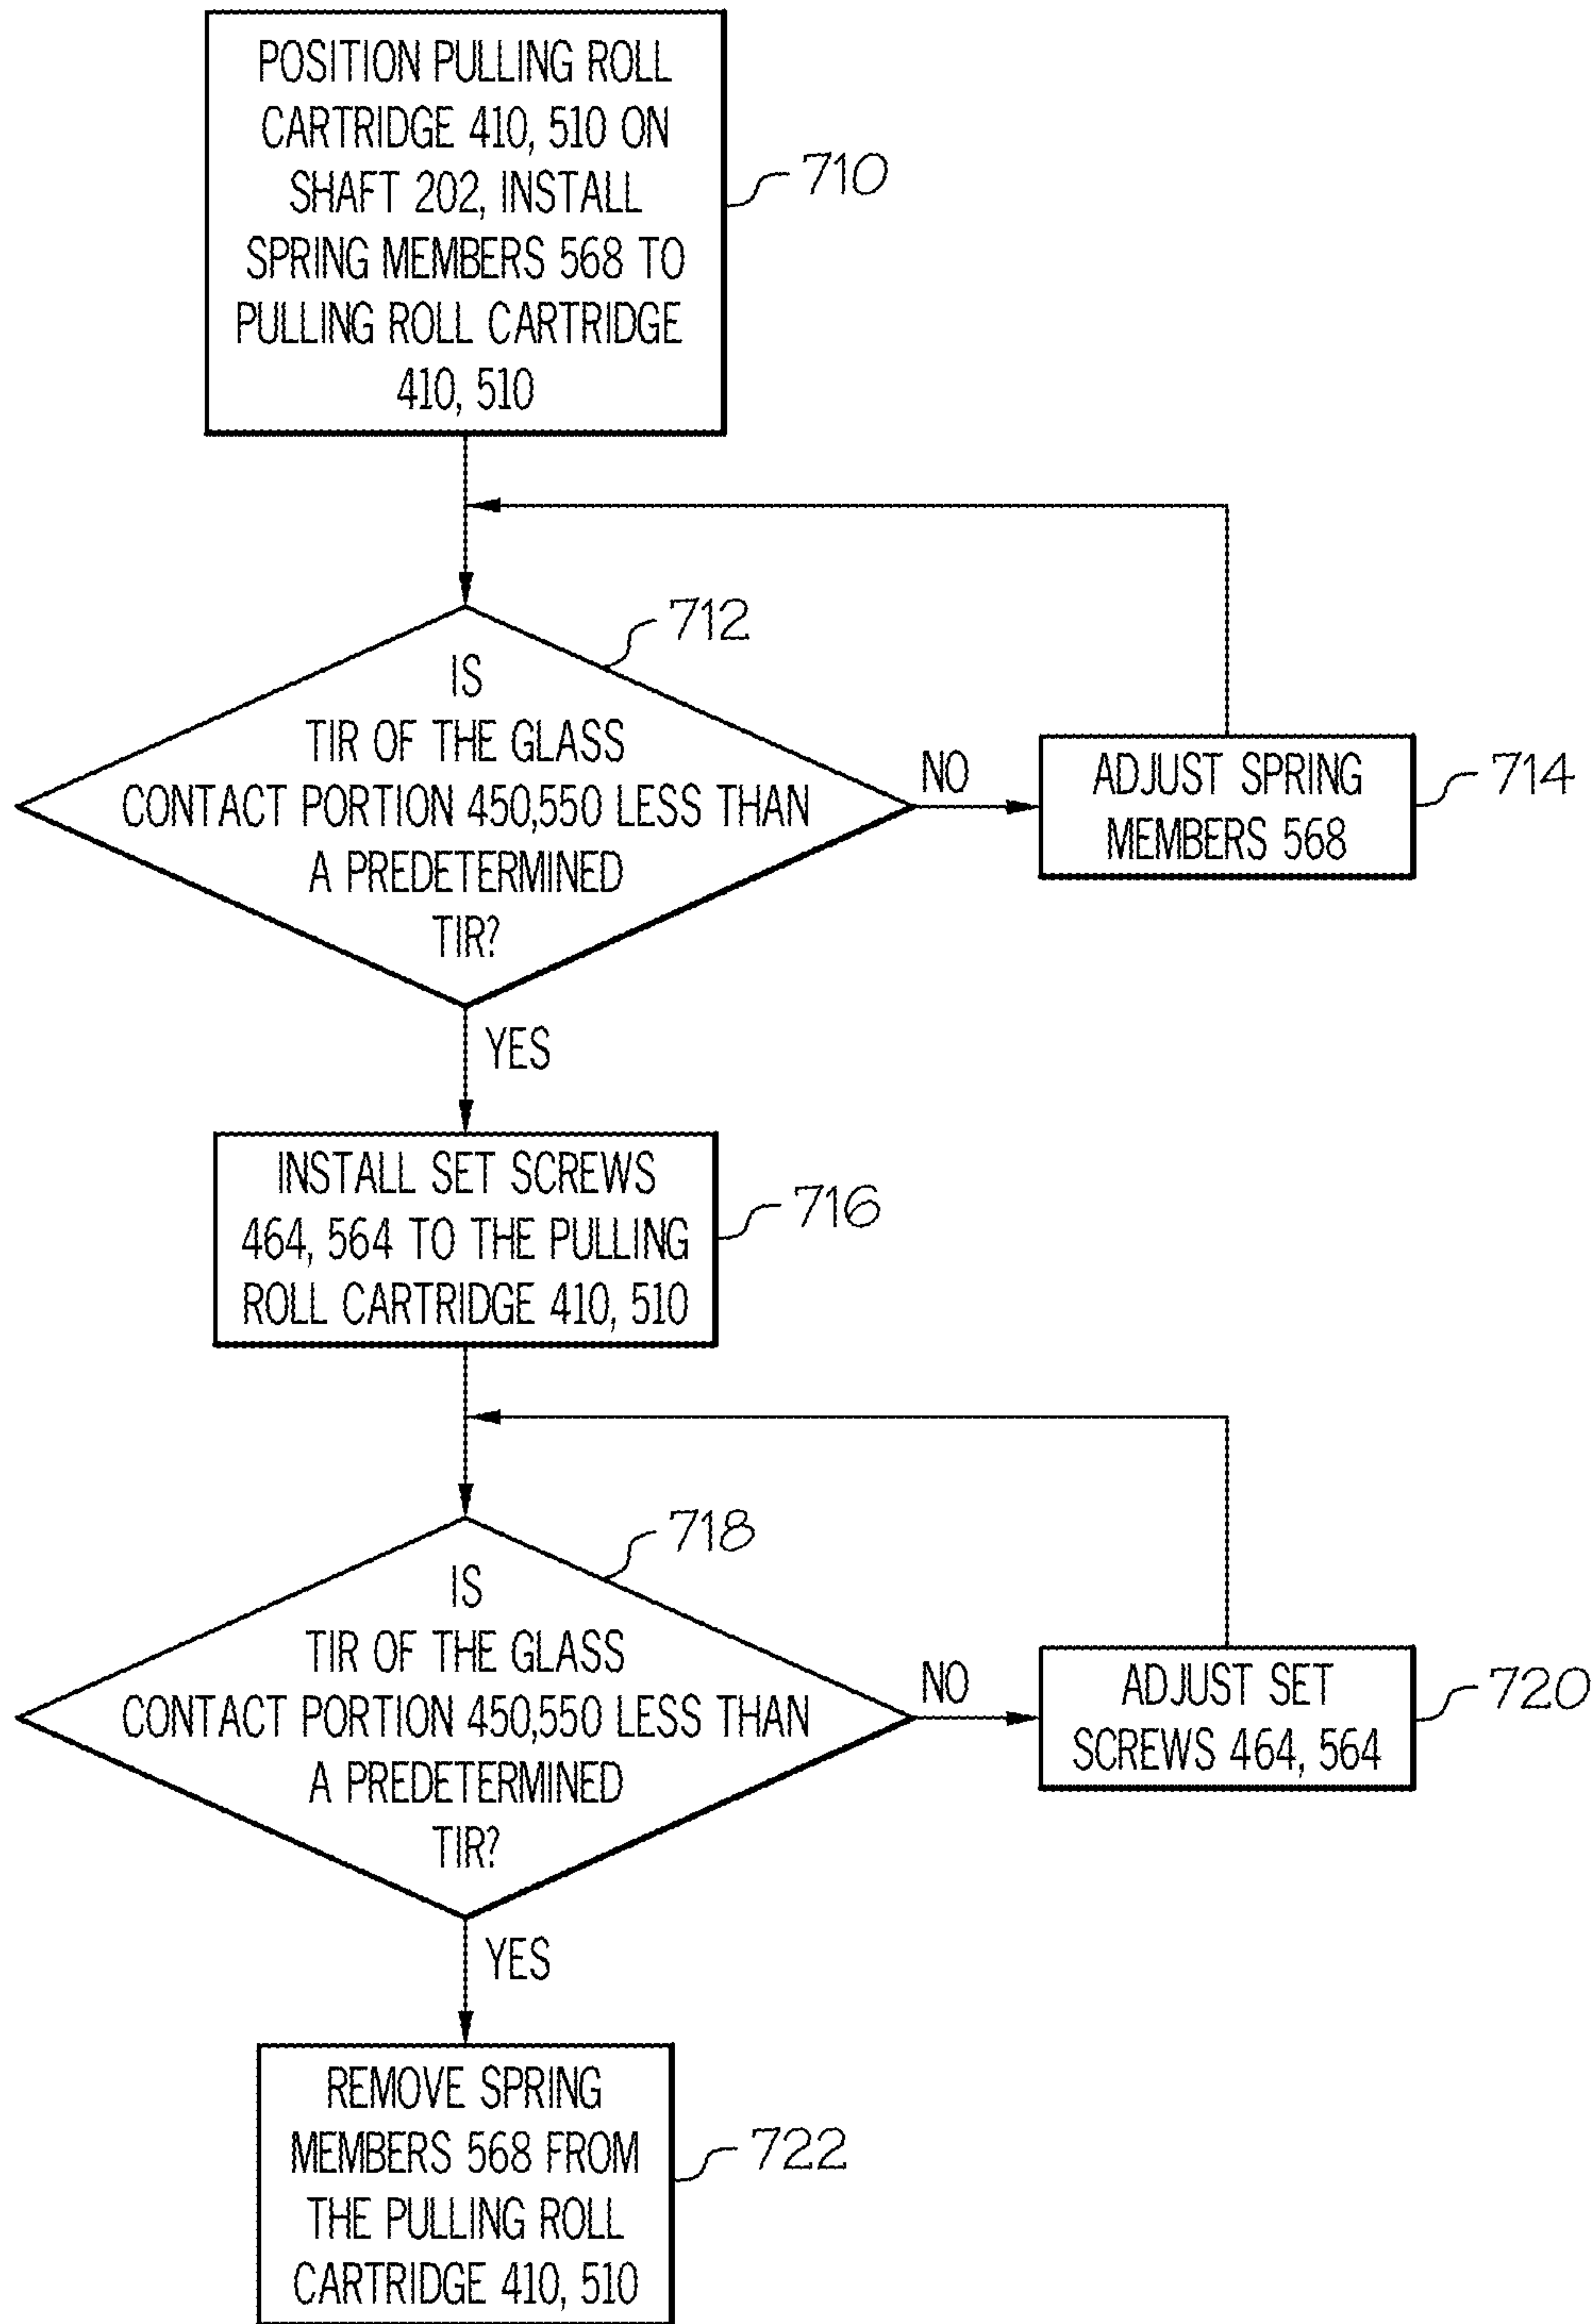 POSITION PULLING ROLL
CARTRIDGE 410, 510 ON
SHAFT 202, INSTALL
SPRING MEMBERS 568 TO
PULLING ROLL CARTRIDGE
410, 510
710
712
IS
TIR OF THE GLASS
CONTACT PORTION 450,550 LESS THAN
A PREDETERMINED
TIR?
NO
ADJUST SPRING
MEMBERS 568
714
YES
INSTALL SET SCREWS
464, 564 TO THE PULLING
ROLL CARTRIDGE 410, 510
716
718
IS
TIR OF THE GLASS
CONTACT PORTION 450,550 LESS THAN
A PREDETERMINED
TIR?
NO
ADJUST SET
SCREWS 464, 564
720
YES
REMOVE SPRING
MEMBERS 568 FROM
THE PULLING ROLL
CARTRIDGE 410, 510
722